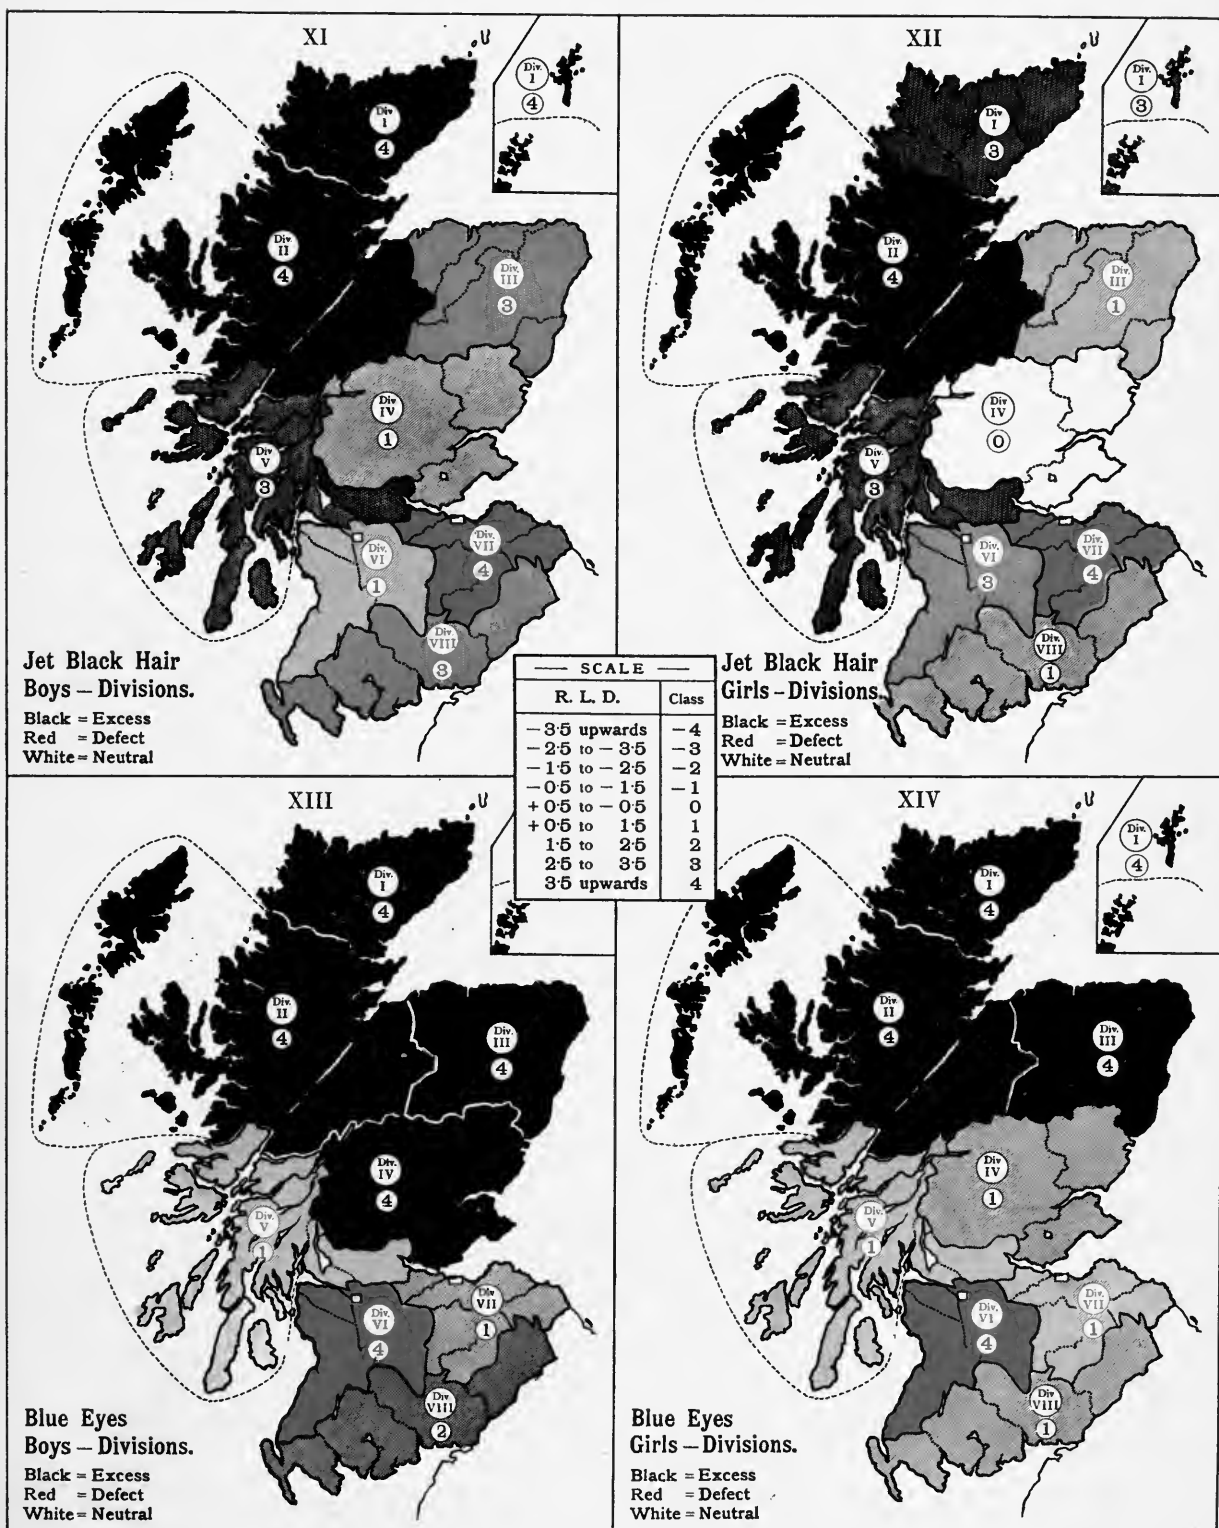 XI
Div.
I
4
Div
I
4
Div.
II
4
Div.
III
3
Div
IV
1
Div
V
3
Div.
VI
1
Div.
VII
4
Div
VIII
3
Jet Black Hair
Boys – Divisions.
Black = Excess
Red = Defect
White = Neutral
XII
Div.
I
3
Div
I
3
Div.
II
4
Div.
III
1
Div
IV
0
Div
V
3
Div.
VI
3
Div.
VII
4
Div.
VIII
1
Jet Black Hair
Girls – Divisions.
Black = Excess
Red = Defect
White = Neutral
SCALE
R. L. D. Class
–3·5 upwards –4
–2·5 to –3·5 –3
–1·5 to –2·5 –2
–0·5 to –1·5 –1
+0·5 to –0·5 0
+0·5 to 1·5 1
1·5 to 2·5 2
2·5 to 3·5 3
3·5 upwards 4
XIII
Div.
I
4
Div.
II
4
Div.
III
4
Div.
IV
4
Div.
V
1
Div.
VI
4
Div
VII
1
Div
VIII
2
Blue Eyes
Boys – Divisions.
Black = Excess
Red = Defect
White = Neutral
XIV
Div.
I
4
Div.
I
4
Div.
II
4
Div.
III
4
Div
IV
1
Div.
V
1
Div.
VI
4
Div.
VII
1
Div
VIII
1
Blue Eyes
Girls – Divisions.
Black = Excess
Red = Defect
White = Neutral